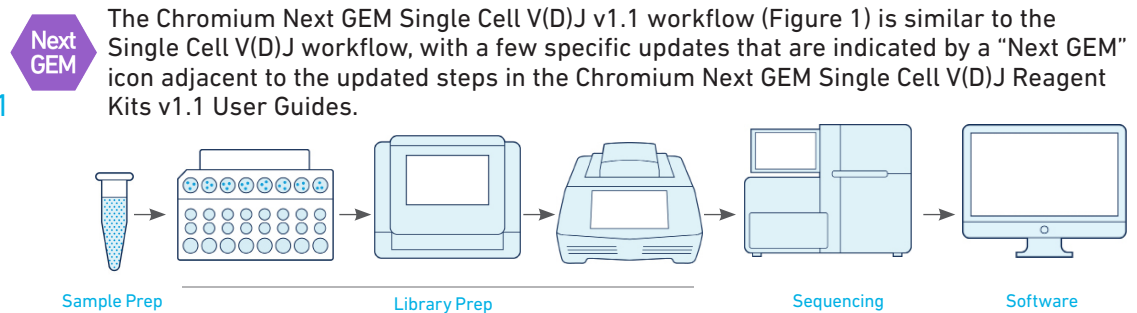 Next
GEM
The Chromium Next GEM Single Cell V(D)J v1.1 workflow (Figure 1) is similar to the
Single Cell V(D)J workflow, with a few specific updates that are indicated by a “Next GEM”
icon adjacent to the updated steps in the Chromium Next GEM Single Cell V(D)J Reagent
Kits v1.1 User Guides.
1
Sample Prep
Library Prep
Sequencing
Software